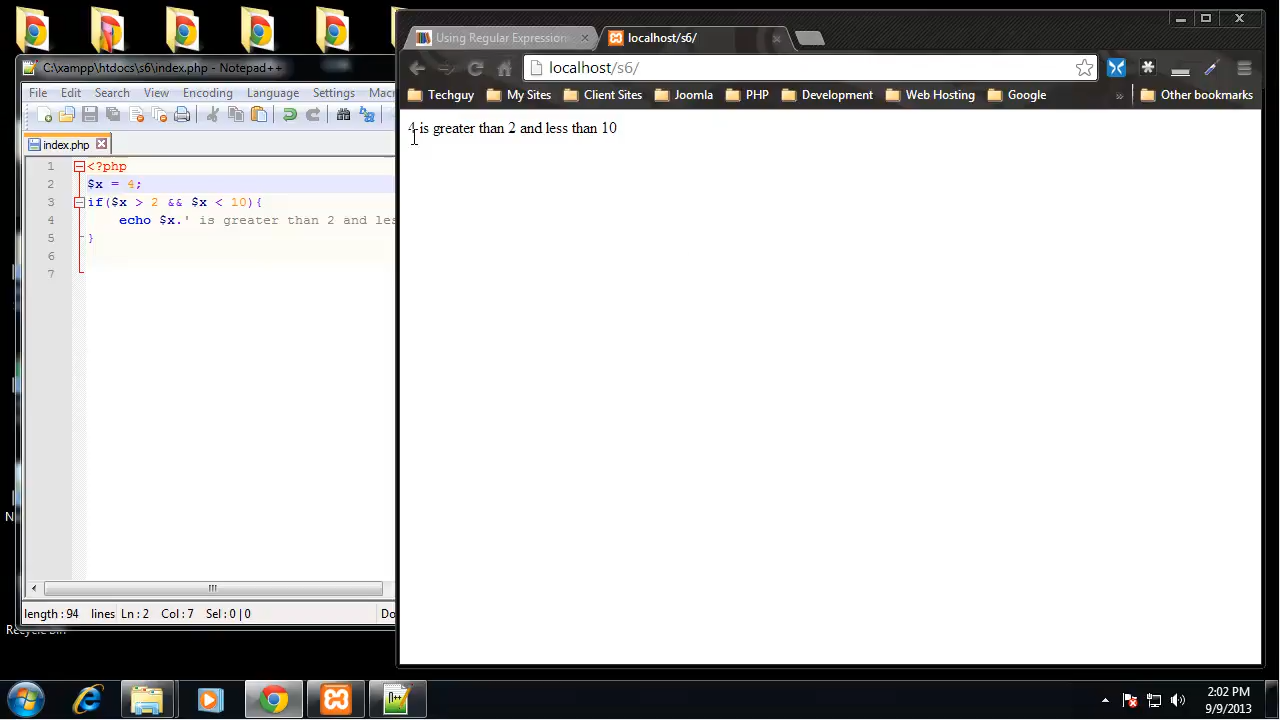 C:\xampp\htdocs\s6\index.php - Notepad++
File Edit Search View Encoding Language Settings
index.php
1 <?php
2 $x = 4;
3 if($x > 2 && $x < 10){
4 echo $x.' is greater than 2 and les
5 }
6
7
length : 94 lines Ln : 2 Col : 7 Sel : 0 | 0
Recycle Bin
Using Regular Expression
localhost/s6/
localhost/s6/
Techguy My Sites Client Sites Joomla PHP Development Web Hosting Google » Other bookmarks
4 is greater than 2 and less than 10
2:02 PM
9/9/2013